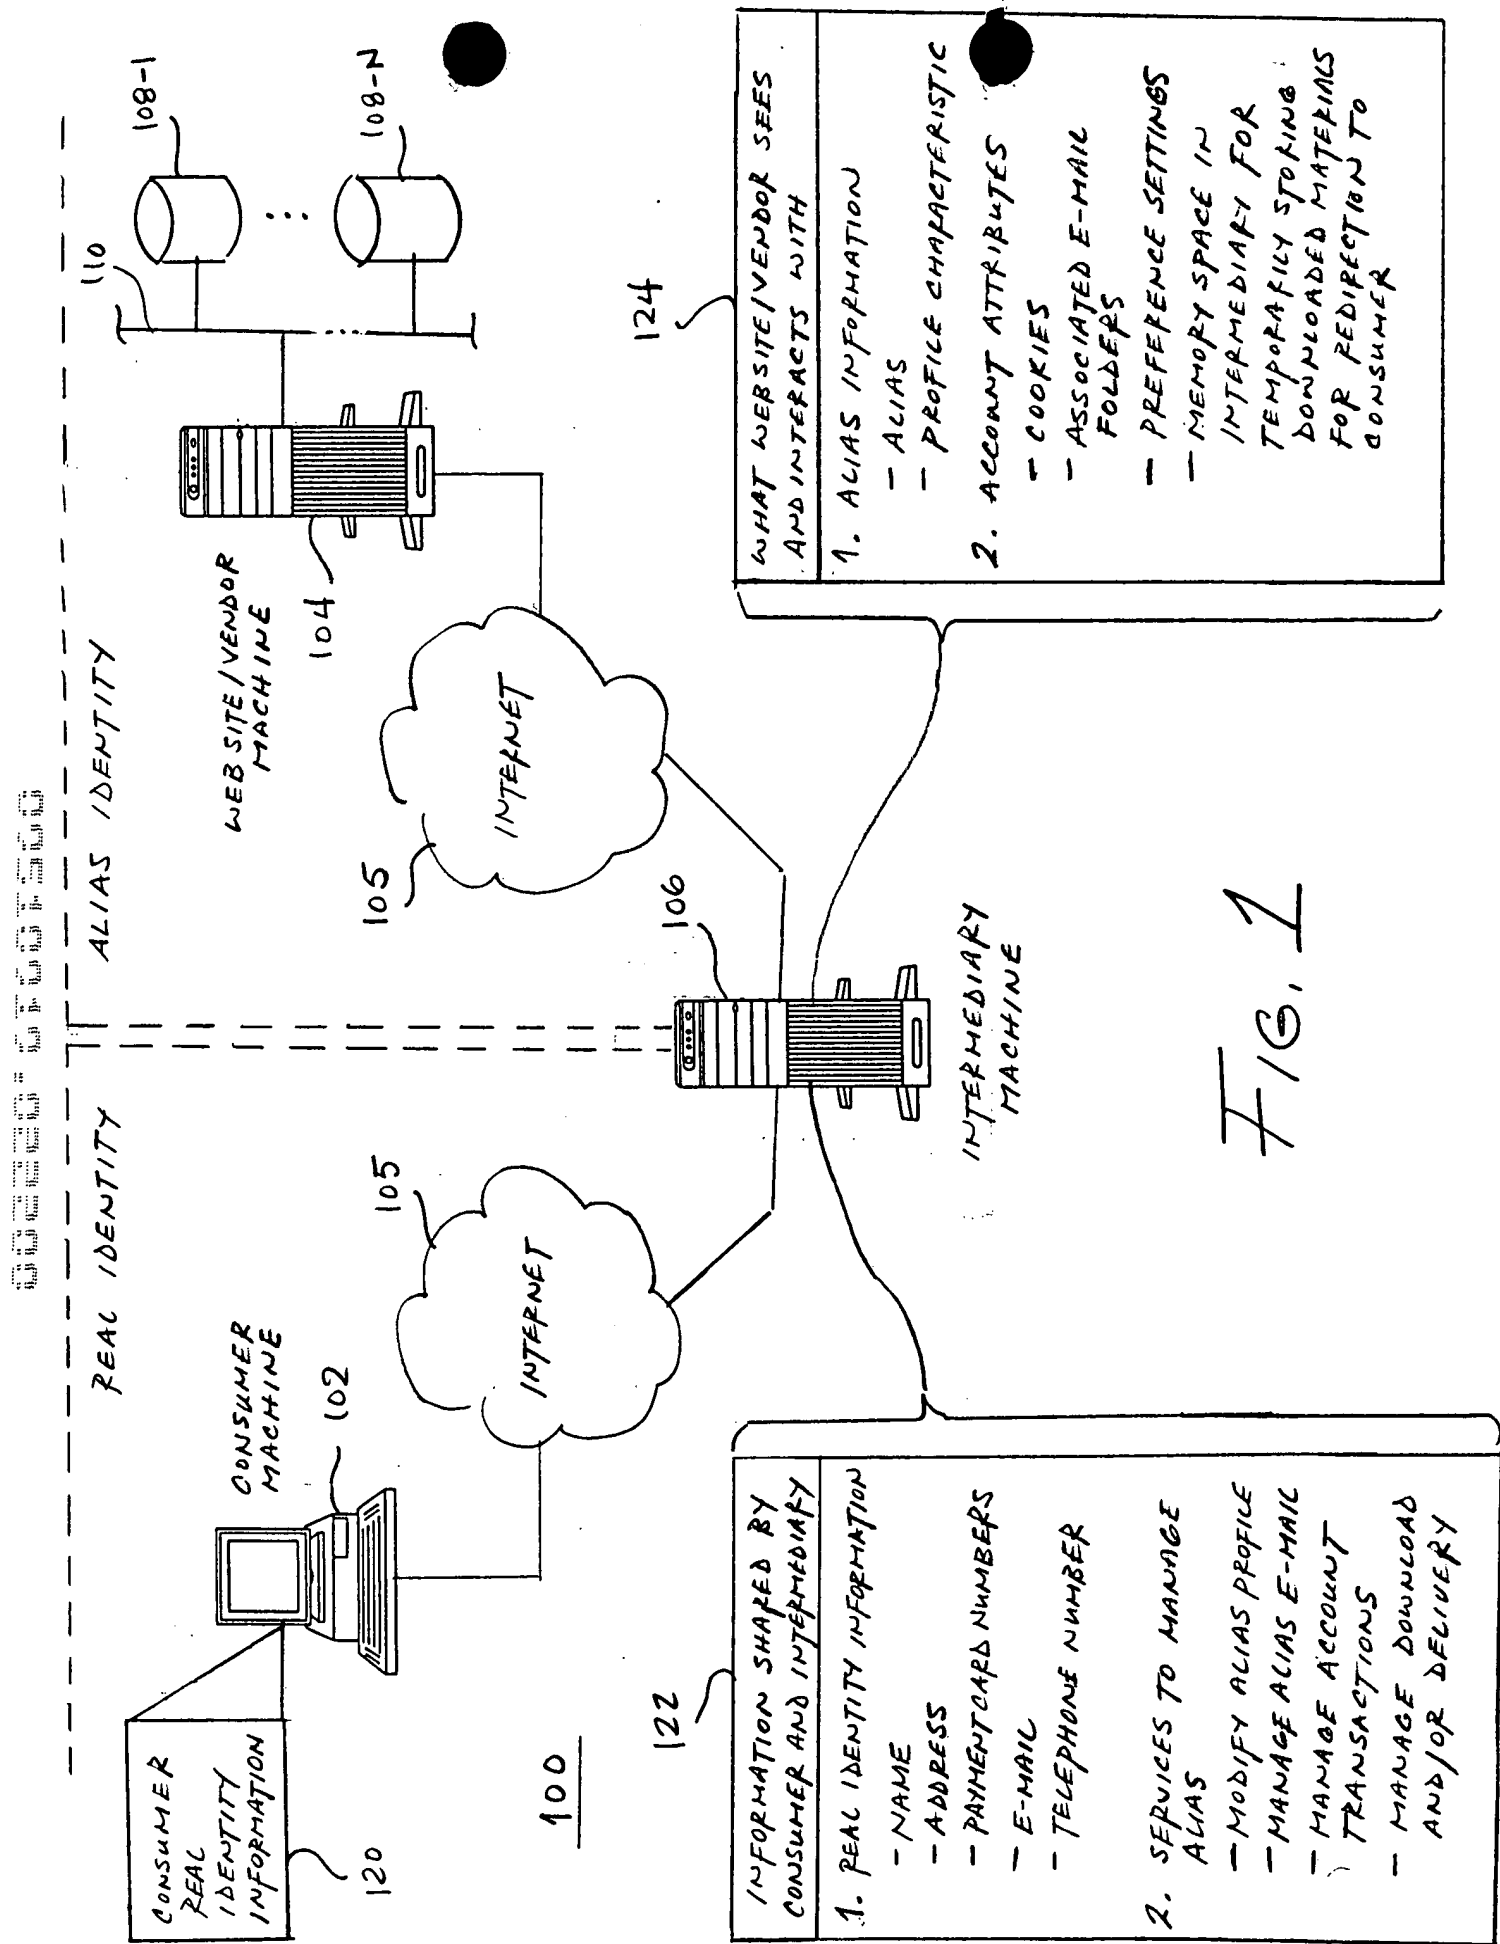 REAL IDENTITY
ALIAS IDENTITY
CONSUMER
REAL
IDENTITY
INFORMATION
120
CONSUMER
MACHINE
102
105
INTERNET
100
WEBSITE/VENDOR
MACHINE
104
110
108-1
...
108-N
105
INTERNET
106
INTERMEDIARY
MACHINE
122
INFORMATION SHARED BY
CONSUMER AND INTERMEDIARY
1. REAL IDENTITY INFORMATION
- NAME
- ADDRESS
- PAYMENT CARD NUMBERS
- E-MAIL
- TELEPHONE NUMBER
2. SERVICES TO MANAGE
ALIAS
- MODIFY ALIAS PROFILE
- MANAGE ALIAS E-MAIL
- MANAGE ACCOUNT
TRANSACTIONS
- MANAGE DOWNLOAD
AND/OR DELIVERY
124
WHAT WEBSITE/VENDOR SEES
AND INTERACTS WITH
1. ALIAS INFORMATION
- ALIAS
- PROFILE CHARACTERISTIC
2. ACCOUNT ATTRIBUTES
- COOKIES
- ASSOCIATED E-MAIL
FOLDERS
- PREFERENCE SETTINGS
- MEMORY SPACE IN
INTERMEDIARY FOR
TEMPORARILY STORING
DOWNLOADED MATERIALS
FOR REDIRECTION TO
CONSUMER
FIG. 1